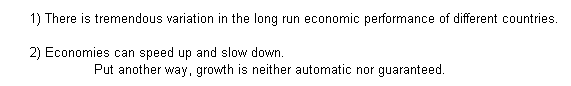 1) There is tremendous variation in the long run economic performance of different countries.
2) Economies can speed up and slow down.
Put another way, growth is neither automatic nor guaranteed.